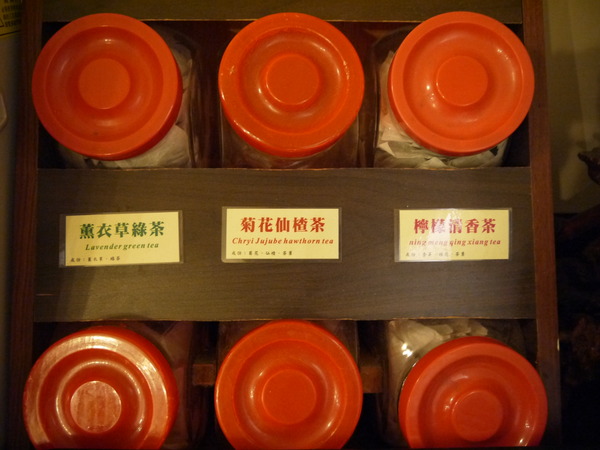 薰衣草綠茶
Lavender green tea
菊花仙楂茶
Chryi Jujube hawthorn tea
檸檬清香茶
ning meng qing xiang tea